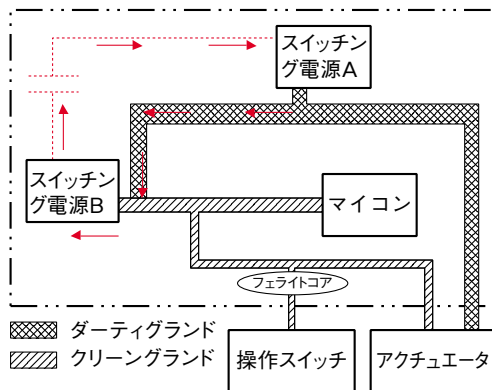 スイッチン
グ電源A
スイッチン
グ電源B
マイコン
フェライトコア
ダーティグランド
クリーングランド
操作スイッチ
アクチュエータ